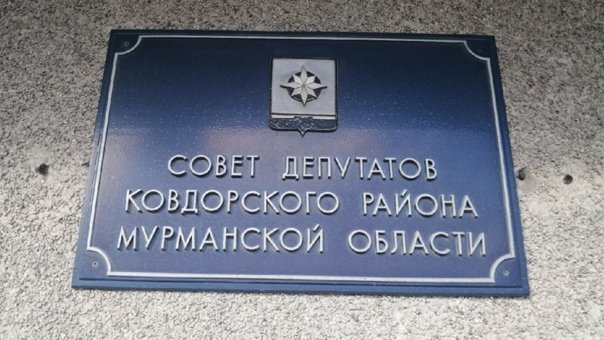 СОВЕТ ДЕПУТАТОВ
КОВДОРСКОГО РАЙОНА
МУРМАНСКОЙ ОБЛАСТИ